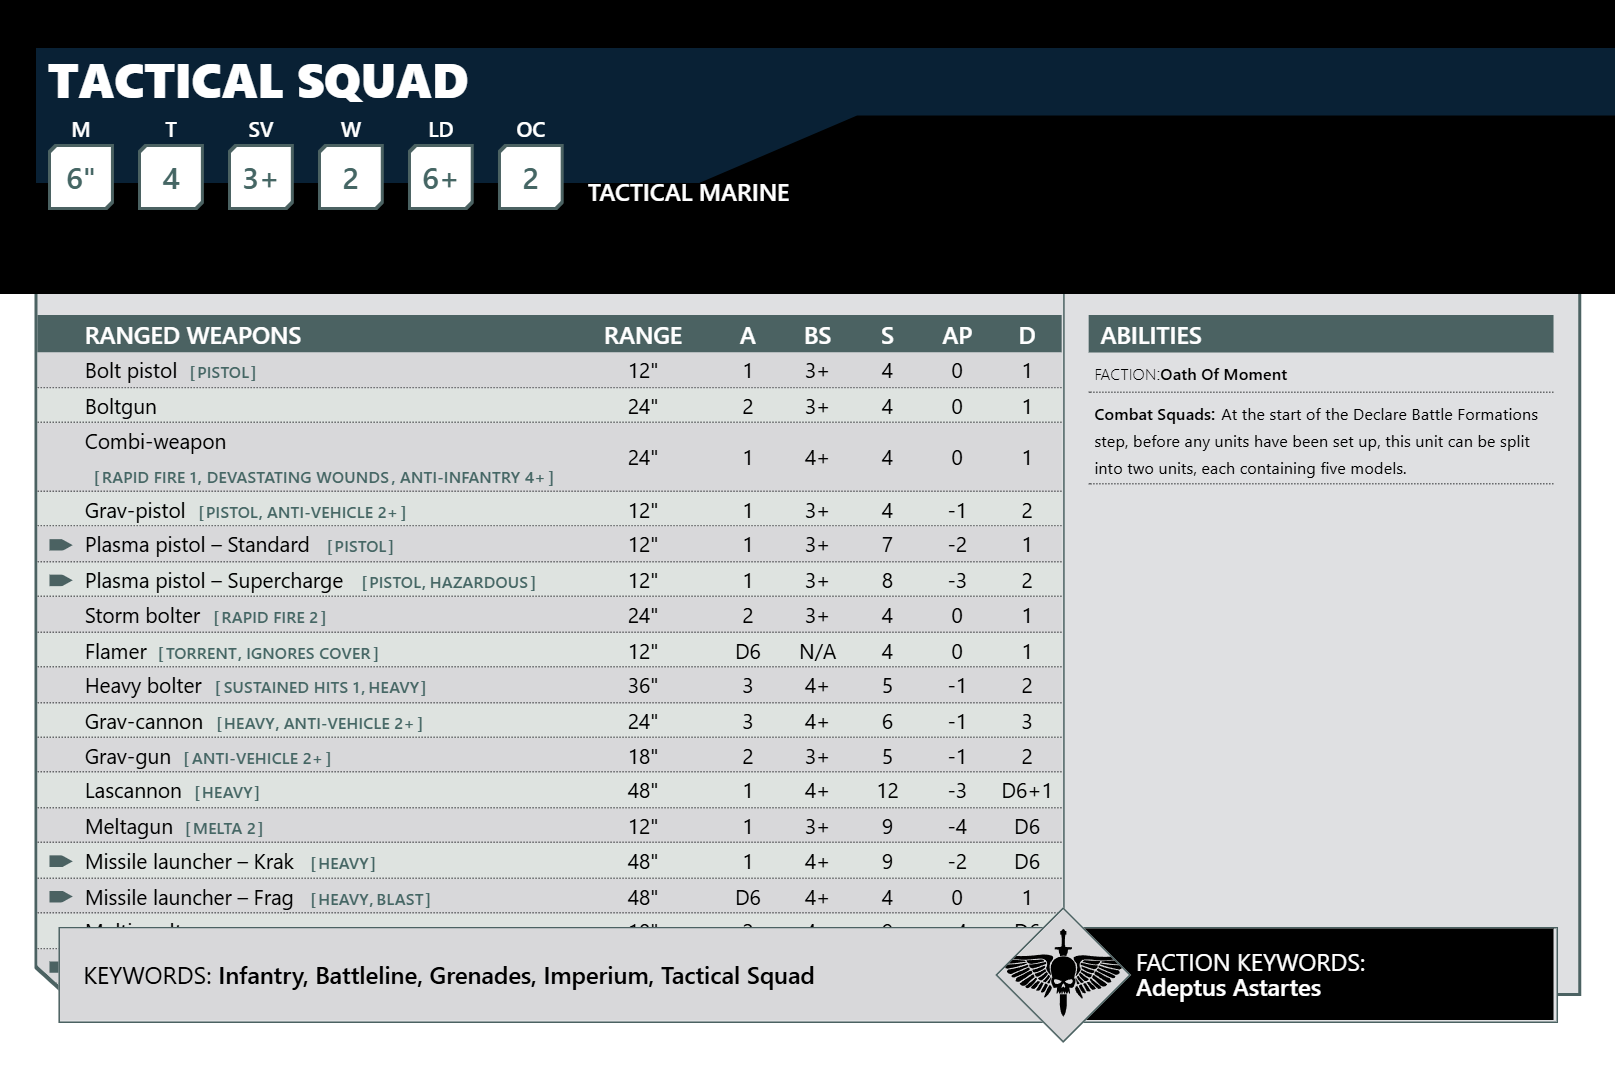 TACTICAL SQUAD
M T SV W LD OC
6" 4 3+ 2 6+ 2 TACTICAL MARINE
RANGED WEAPONS RANGE A BS S AP D
Bolt pistol [PISTOL] 12" 1 3+ 4 0 1
Boltgun 24" 2 3+ 4 0 1
Combi-weapon
[RAPID FIRE 1, DEVASTATING WOUNDS, ANTI-INFANTRY 4+] 24" 1 4+ 4 0 1
Grav-pistol [PISTOL, ANTI-VEHICLE 2+] 12" 1 3+ 4 -1 2
Plasma pistol – Standard [PISTOL] 12" 1 3+ 7 -2 1
Plasma pistol – Supercharge [PISTOL, HAZARDOUS] 12" 1 3+ 8 -3 2
Storm bolter [RAPID FIRE 2] 24" 2 3+ 4 0 1
Flamer [TORRENT, IGNORES COVER] 12" D6 N/A 4 0 1
Heavy bolter [SUSTAINED HITS 1, HEAVY] 36" 3 4+ 5 -1 2
Grav-cannon [HEAVY, ANTI-VEHICLE 2+] 24" 3 4+ 6 -1 3
Grav-gun [ANTI-VEHICLE 2+] 18" 2 3+ 5 -1 2
Lascannon [HEAVY] 48" 1 4+ 12 -3 D6+1
Meltagun [MELTA 2] 12" 1 3+ 9 -4 D6
Missile launcher – Krak [HEAVY] 48" 1 4+ 9 -2 D6
Missile launcher – Frag [HEAVY, BLAST] 48" D6 4+ 4 0 1
ABILITIES
FACTION:Oath Of Moment
Combat Squads: At the start of the Declare Battle Formations
step, before any units have been set up, this unit can be split
into two units, each containing five models.
KEYWORDS: Infantry, Battleline, Grenades, Imperium, Tactical Squad
FACTION KEYWORDS:
Adeptus Astartes